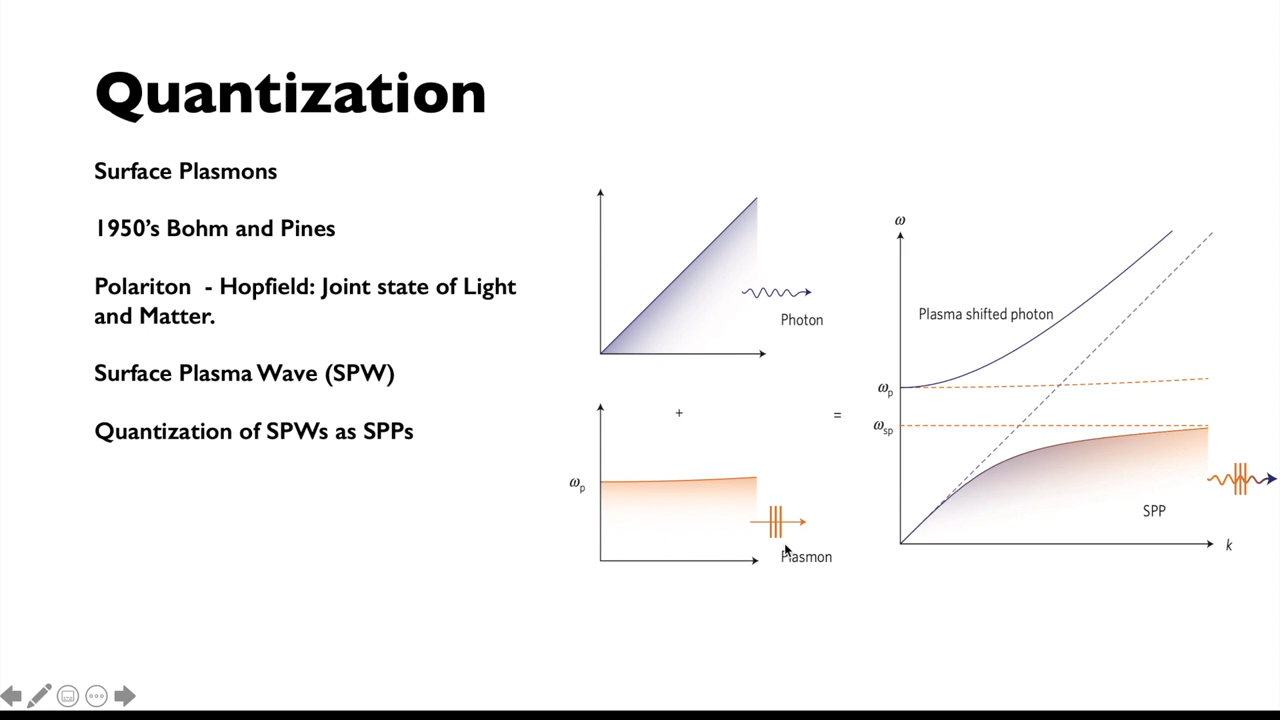 Quantization
Surface Plasmons
1950’s Bohm and Pines
Polariton - Hopfield: Joint state of Light
and Matter.
Surface Plasma Wave (SPW)
Quantization of SPWs as SPPs
Photon
+
ωp
Plasmon
=
ω
Plasma shifted photon
ωp
ωsp
SPP
k